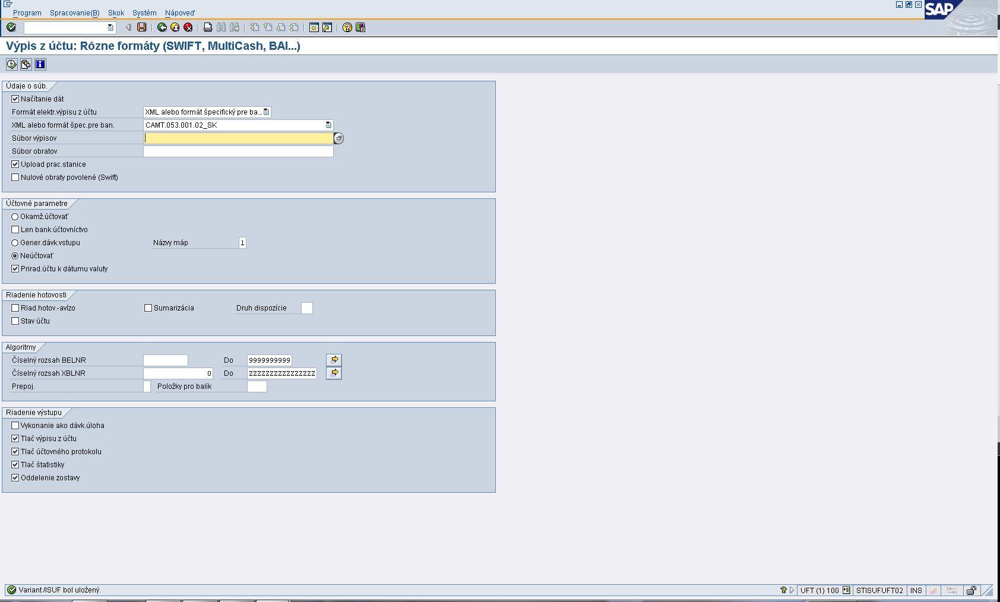 Program Spracovanie(B) Skok Systém Nápoveď
SAP
Výpis z účtu: Rôzne formáty (SWIFT, MultiCash, BAI...)
Údaje o súb.
Načítanie dát
Formát elektr.výpisu z účtu XML alebo formát špecifický pre ba...
XML alebo formát špec.pre ban. CAMT.053.001.02_SK
Súbor výpisov
Súbor obratov
Upload prac.stanice
Nulové obraty povolené (Swift)
Účtovné parametre
Okamž.účtovať
Len bank.účtovníctvo
Gener.dávk.vstupu Názvy máp 1
Neúčtovať
Prirad.účtu k dátumu valuty
Riadenie hotovosti
Riad.hotov.-avízo Sumarizácia Druh dispozície
Stav účtu
Algoritmy
Číselný rozsah BELNR Do 9999999999
Číselný rozsah XBLNR 0 Do ZZZZZZZZZZZZZZZZ
Prepoj. Položky pro balík
Riadenie výstupu
Vykonanie ako dávk.úloha
Tlač výpisu z účtu
Tlač účtovného protokolu
Tlač štatistiky
Oddelenie zostavy
Variant /ISUF bol uložený. UFT (1) 100 STISUFUFT02 INS